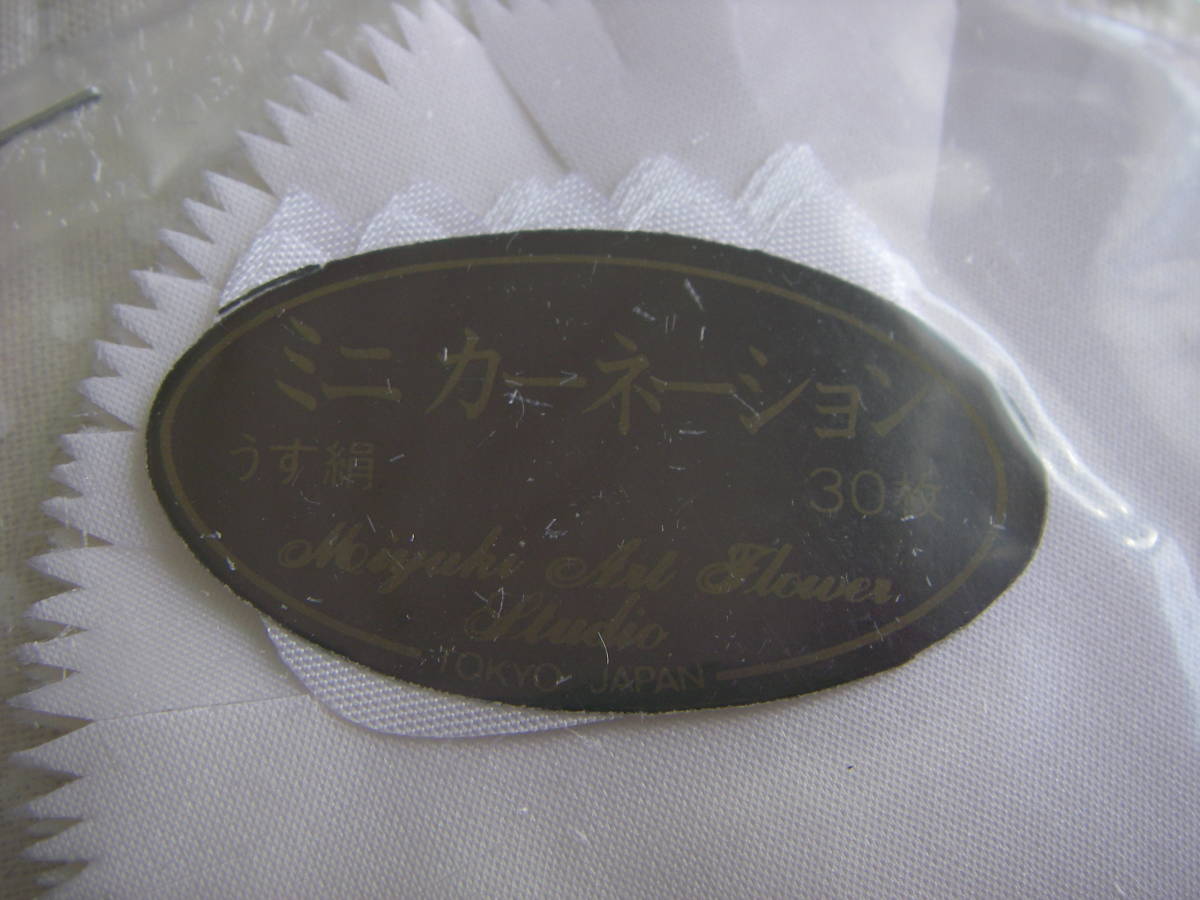 ミニカーネーション
うす絹 30枚
Miyuki Art Flower
Studio
TOKYO JAPAN